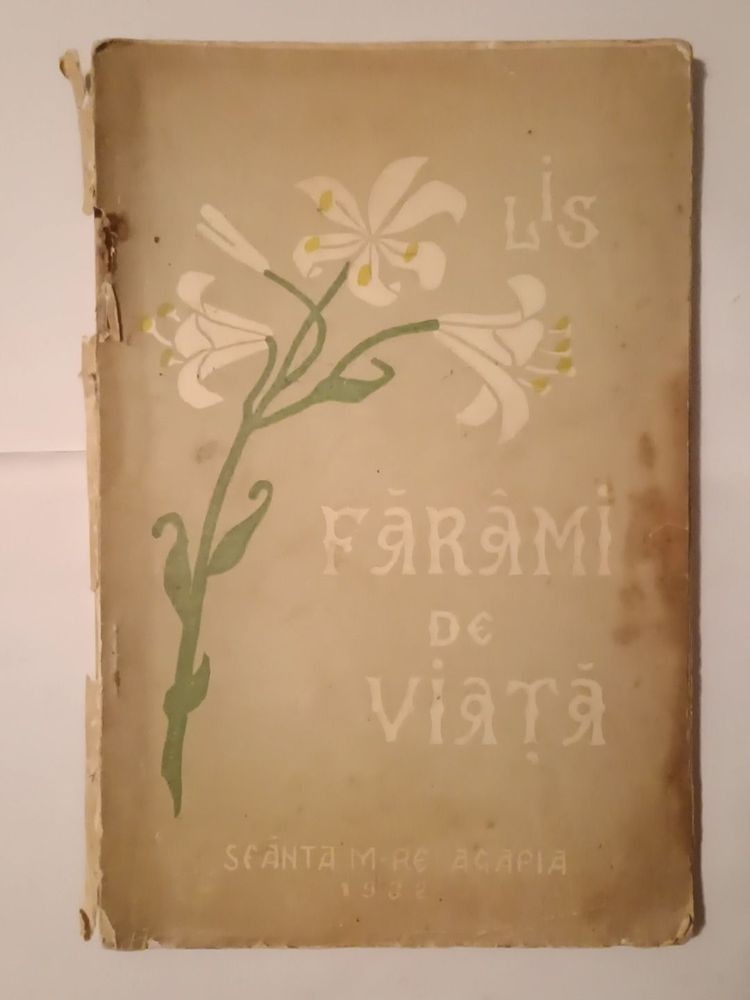 LiS
FĂRÂMi
DE
ViAȚĂ
SFÂNTA M-RE AGAPIA